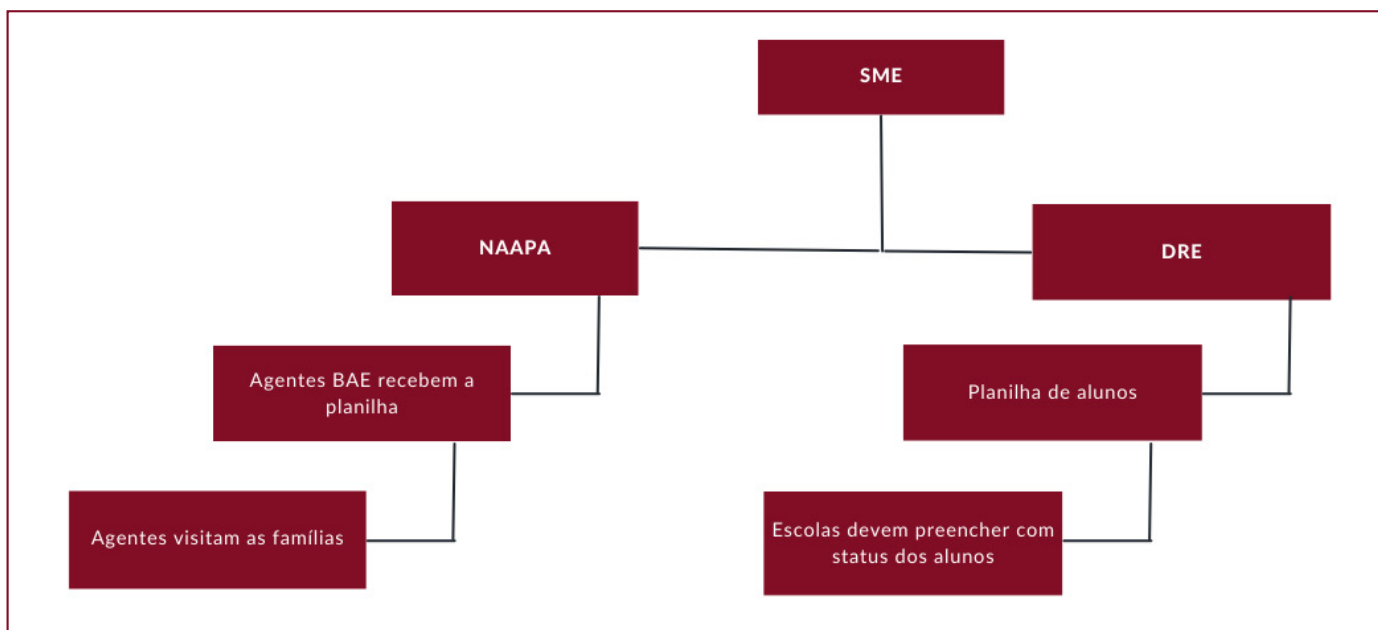 SME
NAAPA
DRE
Agentes BAE recebem a
planilha
Planilha de alunos
Agentes visitam as famílias
Escolas devem preencher com
status dos alunos